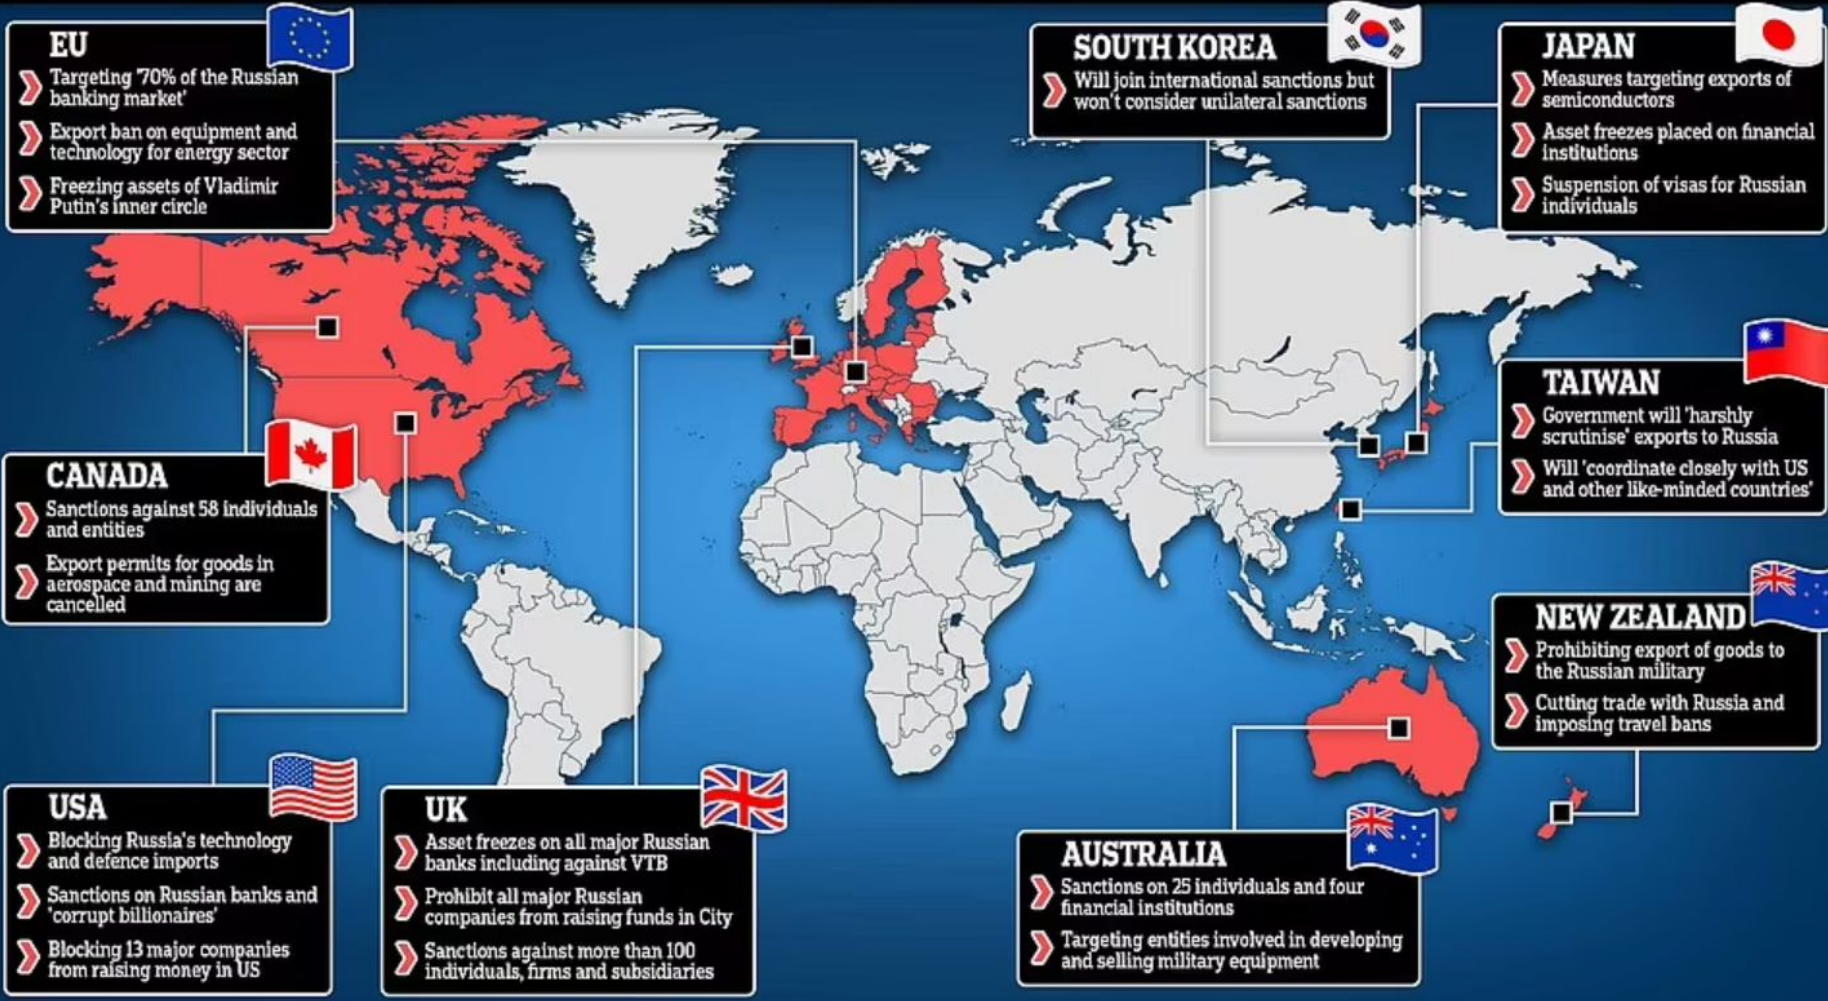 EU
Targeting '70% of the Russian
banking market'
Export ban on equipment and
technology for energy sector
Freezing assets of Vladimir
Putin's inner circle
SOUTH KOREA
Will join international sanctions but
won't consider unilateral sanctions
JAPAN
Measures targeting exports of
semiconductors
Asset freezes placed on financial
institutions
Suspension of visas for Russian
individuals
TAIWAN
Government will 'harshly
scrutinise' exports to Russia
Will 'coordinate closely with US
and other like-minded countries'
CANADA
Sanctions against 58 individuals
and entities
Export permits for goods in
aerospace and mining are
cancelled
NEW ZEALAND
Prohibiting export of goods to
the Russian military
Cutting trade with Russia and
imposing travel bans
USA
Blocking Russia's technology
and defence imports
Sanctions on Russian banks and
'corrupt billionaires'
Blocking 13 major companies
from raising money in US
UK
Asset freezes on all major Russian
banks including against VTB
Prohibit all major Russian
companies from raising funds in City
Sanctions against more than 100
individuals, firms and subsidiaries
AUSTRALIA
Sanctions on 25 individuals and four
financial institutions
Targeting entities involved in developing
and selling military equipment